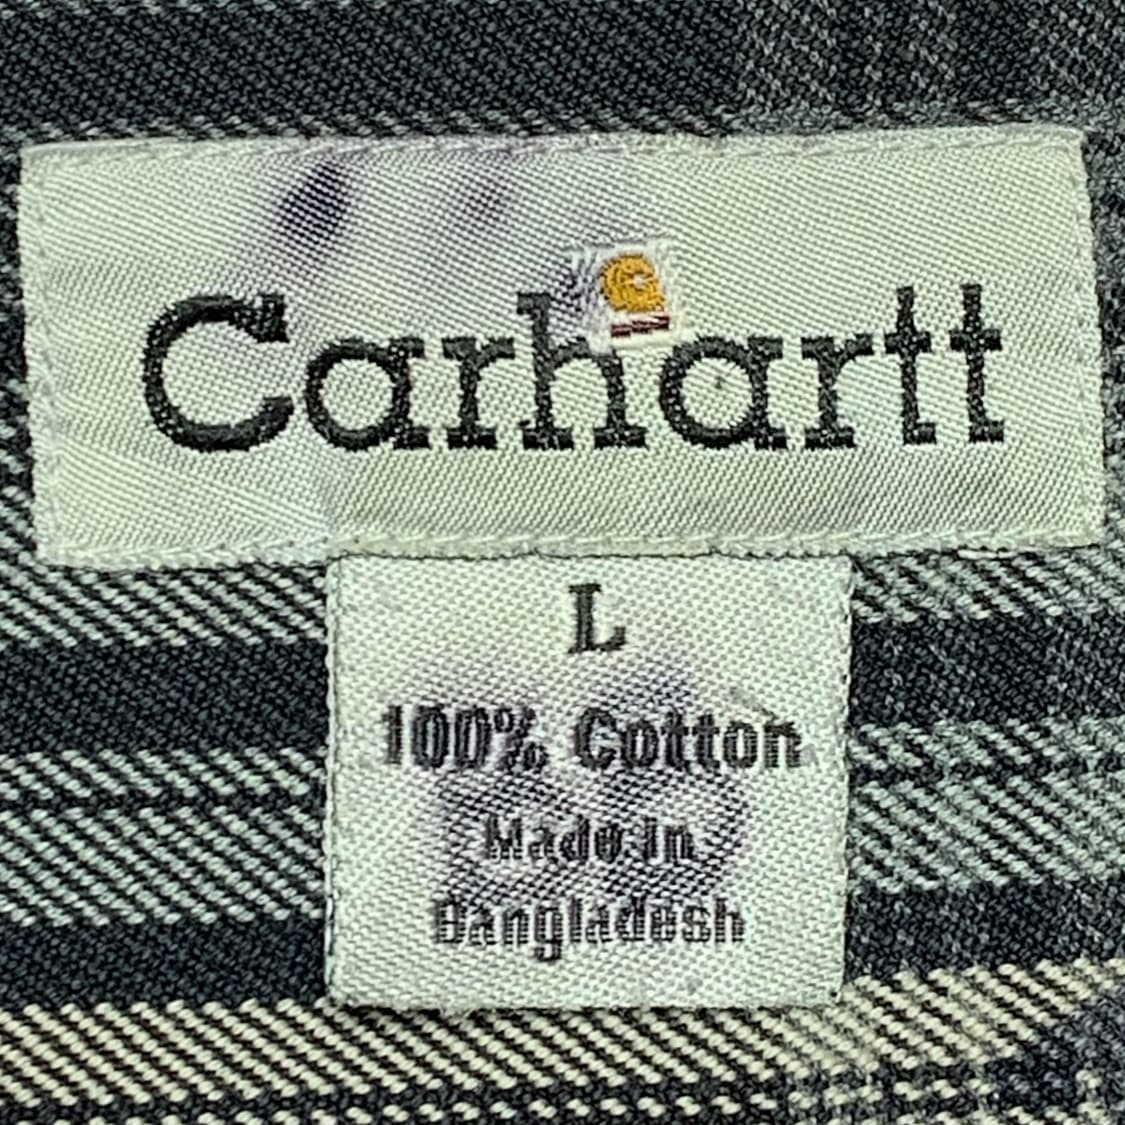 Carhartt
L
100% Cotton
Made in
Bangladesh